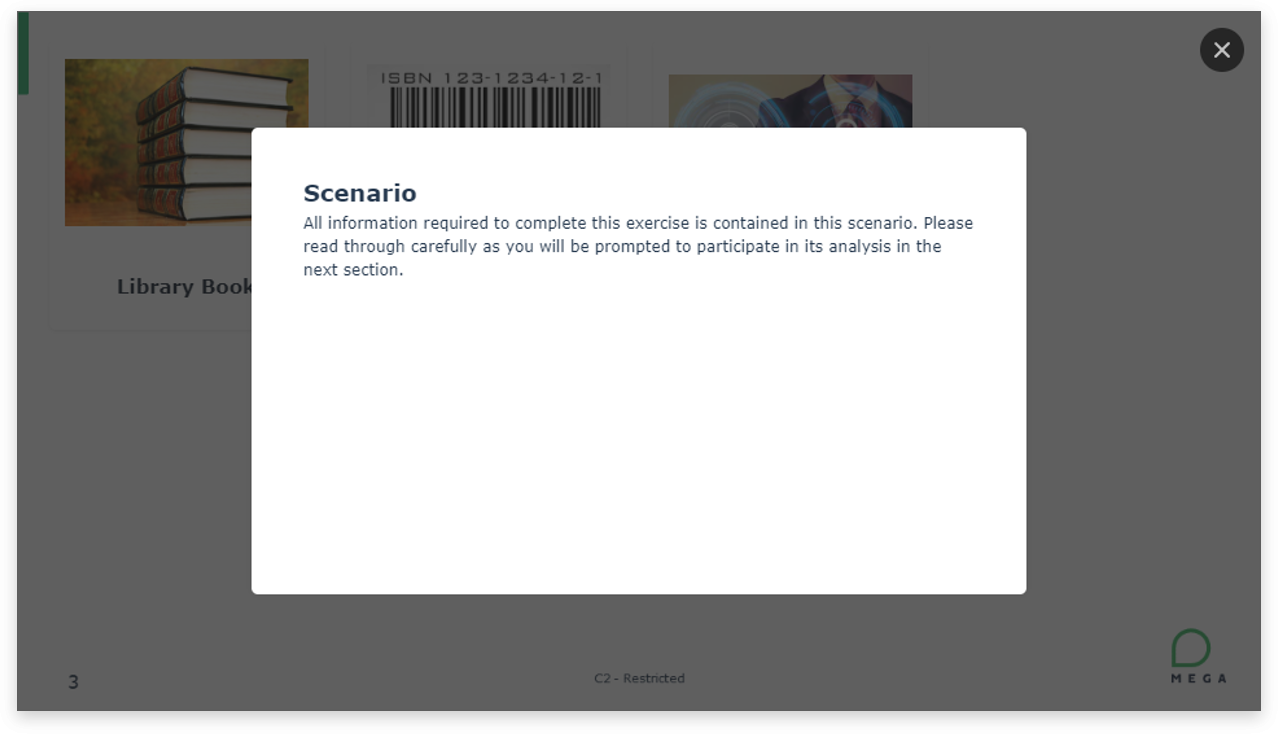 ISBN 123-1234-12-1
Scenario
All information required to complete this exercise is contained in this scenario. Please
read through carefully as you will be prompted to participate in its analysis in the
next section.
Library Book
3
C2 - Restricted
MEGA